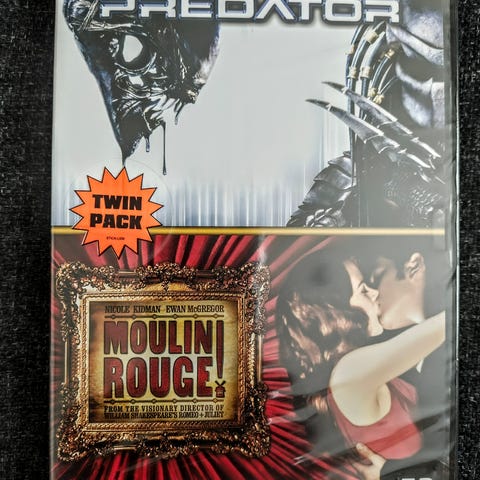 PREDATOR
TWIN
PACK
NICOLE KIDMAN EWAN McGREGOR
MOULIN
ROUGE!
FROM THE VISIONARY DIRECTOR OF
WILLIAM SHAKESPEARE'S ROMEO + JULIET